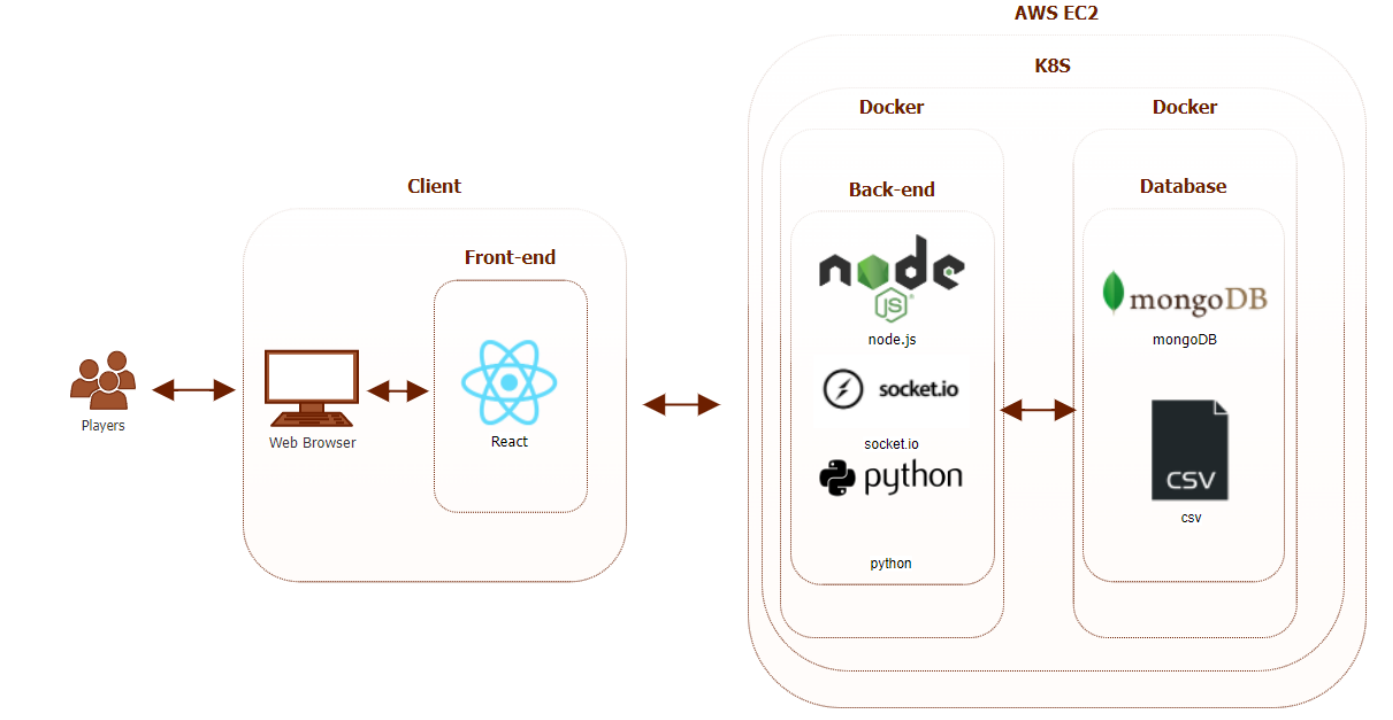 AWS EC2
K8S
Docker
Docker
Client
Back-end
Database
Front-end
node
JS
mongoDB
node.js
mongoDB
socket.io
Players
Web Browser
React
socket.io
python
CSV
csv
python